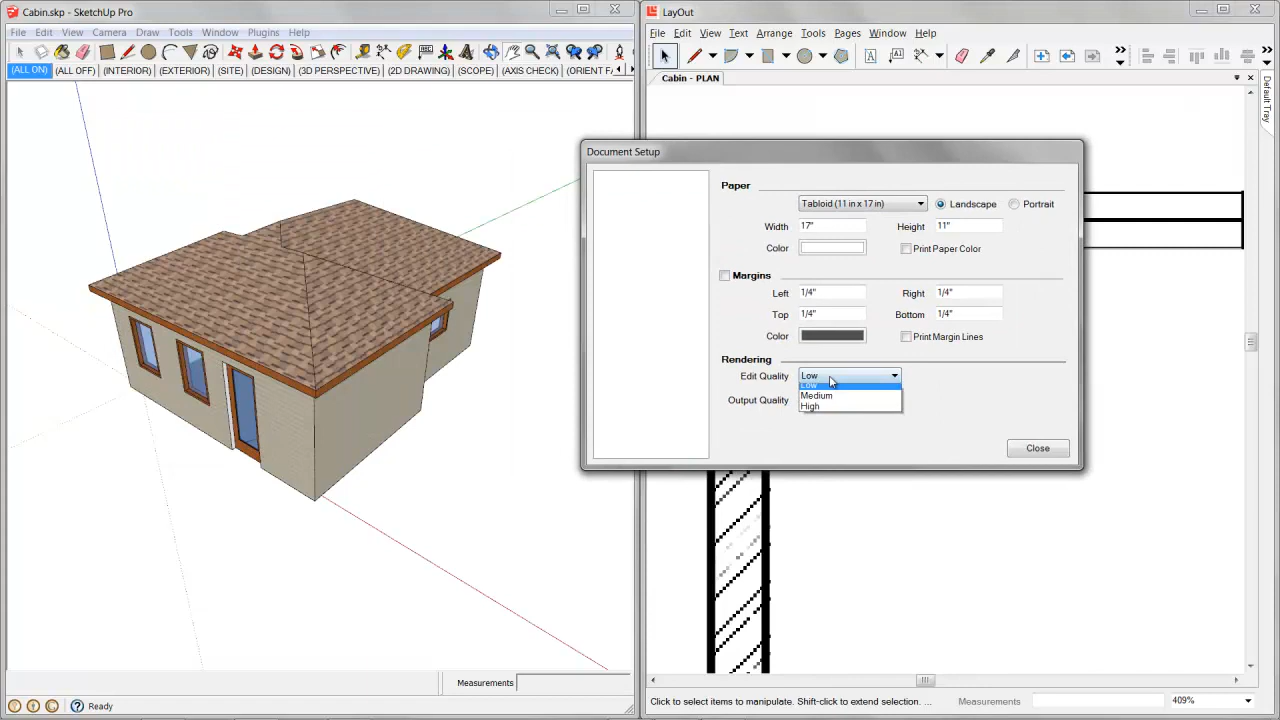 Cabin.skp - SketchUp Pro
File Edit View Camera Draw Tools Window Plugins Help
(ALL ON) (ALL OFF) (INTERIOR) (EXTERIOR) (SITE) (DESIGN) (3D PERSPECTIVE) (2D DRAWING) (SCOPE) (AXIS CHECK) (ORIENT FA
Measurements
Ready
LayOut
File Edit View Text Arrange Tools Pages Window Help
Cabin - PLAN
Default Tray
Document Setup
Paper
Tabloid (11 in x 17 in) Landscape Portrait
Width 17" Height 11"
Color Print Paper Color
Margins
Left 1/4" Right 1/4"
Top 1/4" Bottom 1/4"
Color Print Margin Lines
Rendering
Edit Quality Low
Low
Medium
Output Quality
High
Close
Click to select items to manipulate. Shift-click to extend selection. ... Measurements 409%